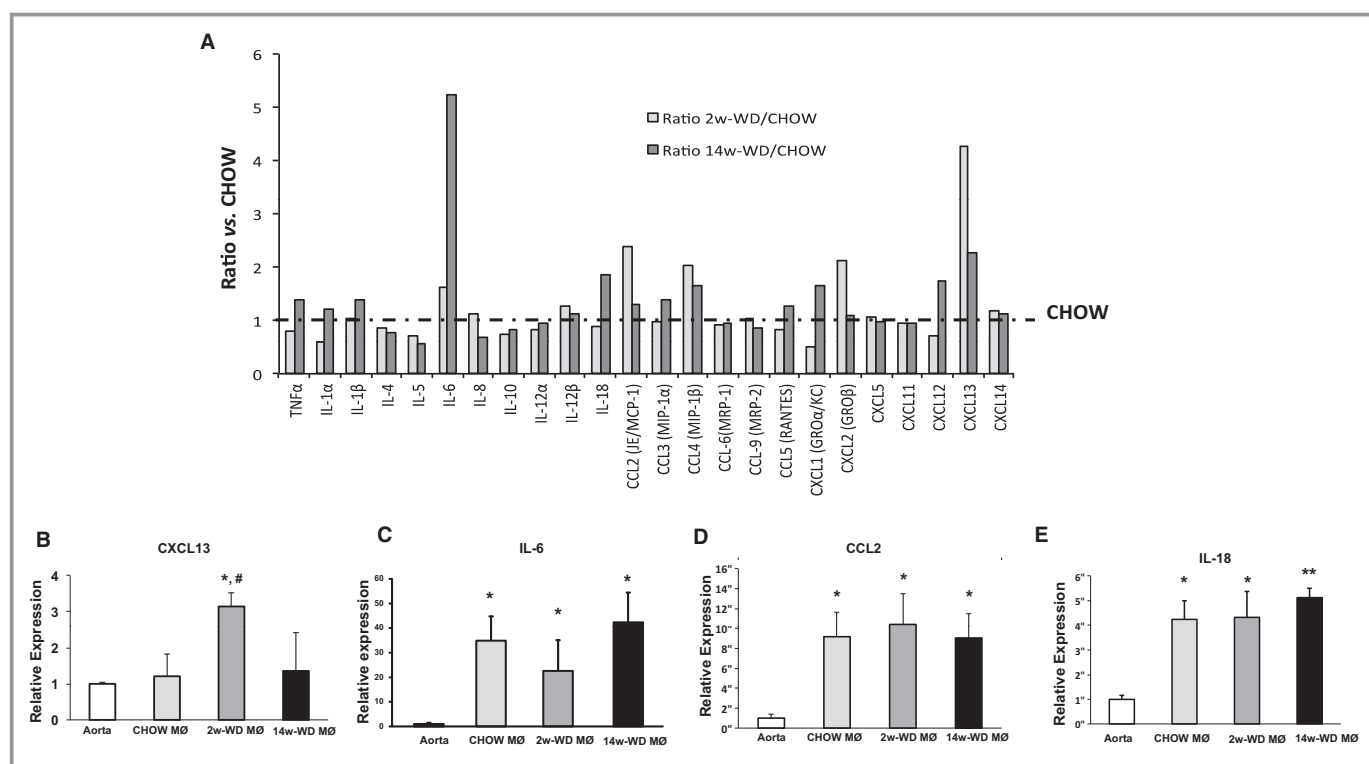 A
6
5
4
3
2
1
0
Ratio vs. CHOW
Ratio 2w-WD/CHOW
Ratio 14w-WD/CHOW
CHOW
TNFα
IL-1α
IL-1β
IL-4
IL-5
IL-6
IL-8
IL-10
IL-12α
IL-12β
IL-18
CCL2 (JE/MCP-1)
CCL3 (MIP-1α)
CCL4 (MIP-1β)
CCL-6(MRP-1)
CCL-9 (MRP-2)
CCL5 (RANTES)
CXCL1 (GROα/KC)
CXCL2 (GROβ)
CXCL5
CXCL11
CXCL12
CXCL13
CXCL14
B
CXCL13
Relative Expression
4
3
2
1
0
*, #
Aorta CHOW MØ 2w-WD MØ 14w-WD MØ
C
IL-6
Relative expression
60
50
40
30
20
10
0
* * *
Aorta CHOW MØ 2w-WD MØ 14w-WD MØ
D
CCL2
Relative Expression
16"
14"
12"
10"
8"
6"
4"
2"
0"
* * *
Aorta CHOW MØ 2w-WD MØ 14w-WD MØ
E
IL-18
Relative Expression
6"
5"
4"
3"
2"
1"
0"
* * **
Aorta CHOW MØ 2w-WD MØ 14w-WD MØ